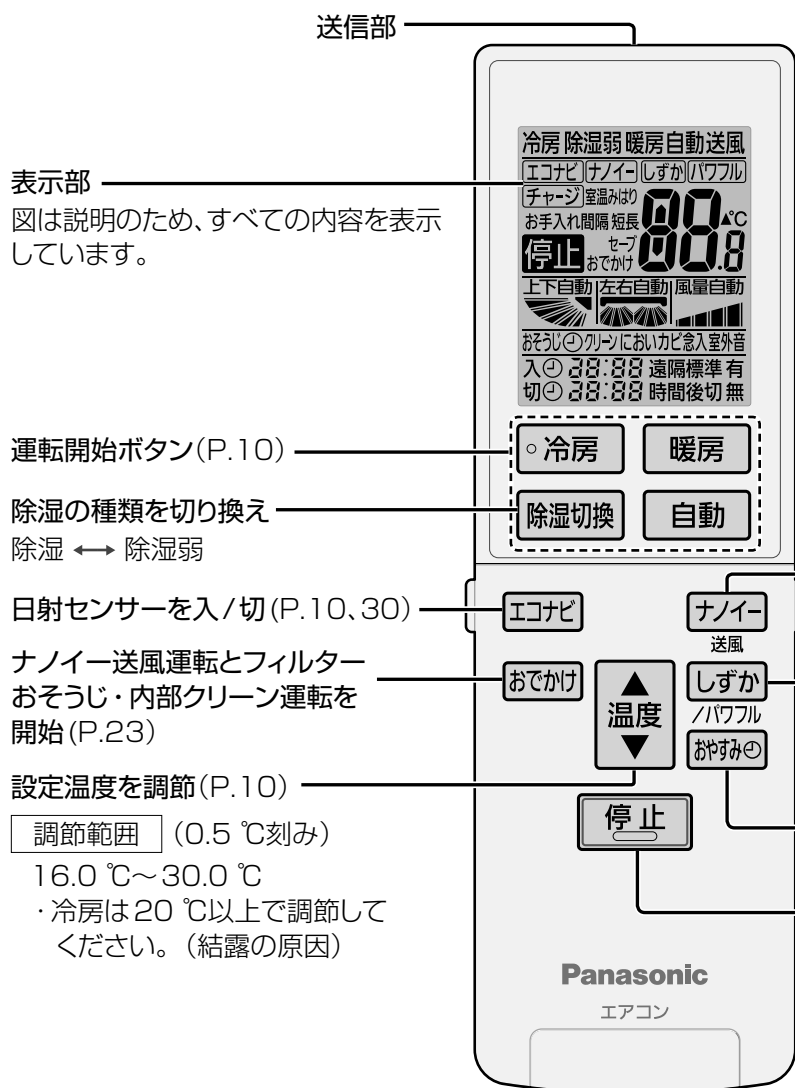 送信部
表示部
図は説明のため、すべての内容を表示
しています。
運転開始ボタン(P.10)
除湿の種類を切り換え
除湿 ⟷ 除湿弱
日射センサーを入/切(P.10、30)
ナノイー送風運転とフィルター
おそうじ・内部クリーン運転を
開始(P.23)
設定温度を調節(P.10)
調節範囲 (0.5 ℃刻み)
16.0 ℃～30.0 ℃
・冷房は20 ℃以上で調節して
ください。(結露の原因)
冷房 除湿弱 暖房 自動 送風
エコナビ ナノイー しずか パワフル
チャージ 室温みはり
お手入れ間隔 短長 88.8 ▲℃
停止 セーブ
おでかけ
上下自動 左右自動 風量自動
おそうじ クリーン においカビ念入室外音
入 88:88 遠隔標準 有
切 88:88 時間後切 無
冷房 暖房
除湿切換 自動
エコナビ ナノイー
送風
おでかけ ▲ 温度 ▼ しずか
/パワフル
おやすみ
停止
Panasonic
エアコン